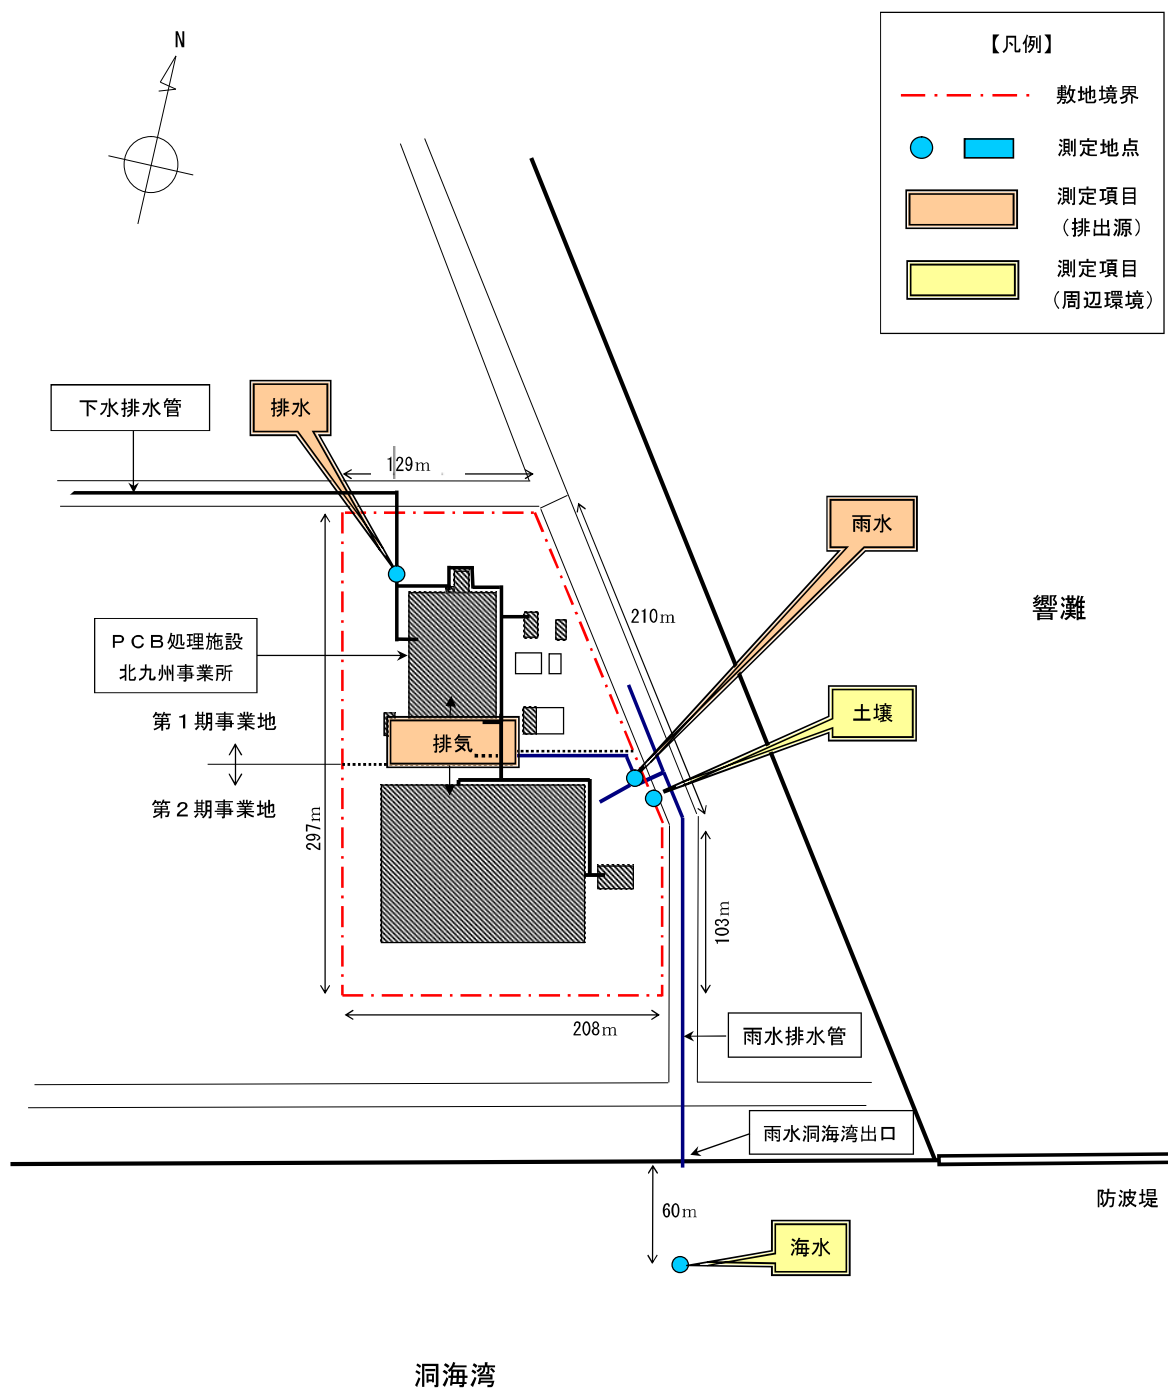 N
【凡例】
敷地境界
測定地点
測定項目
（排出源）
測定項目
（周辺環境）
下水排水管
排水
129m
雨水
響灘
210m
ＰＣＢ処理施設
北九州事業所
土壌
第１期事業地
排気
第２期事業地
297m
103m
208m
雨水排水管
雨水洞海湾出口
防波堤
60m
海水
洞海湾